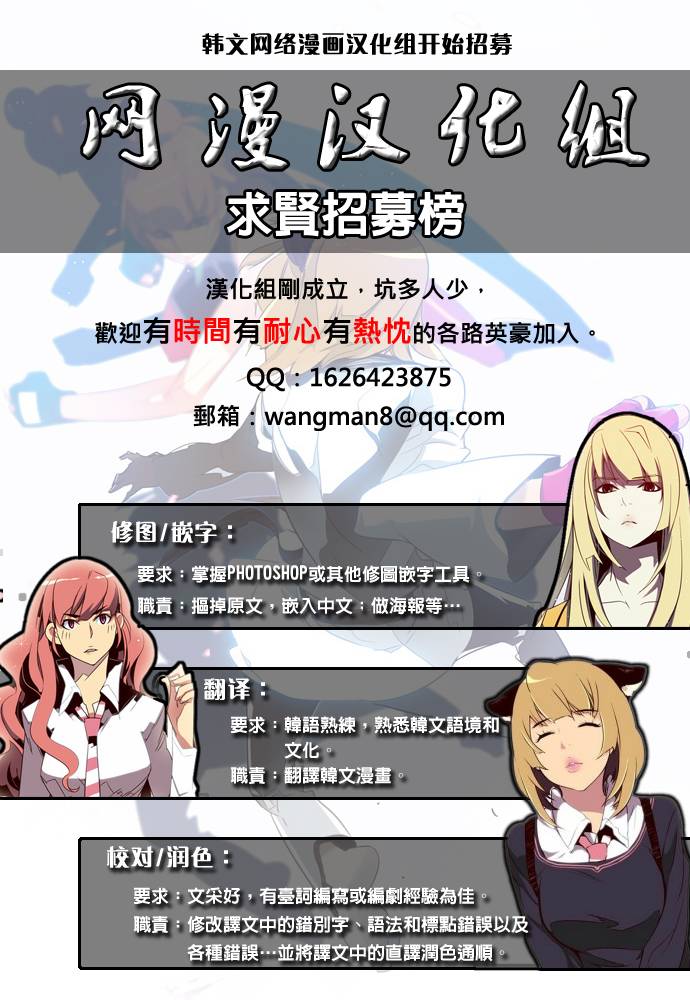 韩文网络漫画汉化组开始招募
网漫汉化组
求賢招募榜
漢化組剛成立，坑多人少，
歡迎有時間有耐心有熱忱的各路英豪加入。
QQ：1626423875
郵箱：wangman8@qq.com
修图/嵌字：
要求：掌握PHOTOSHOP或其他修圖嵌字工具。
職責：摳掉原文，嵌入中文；做海報等…
翻译：
要求：韓語熟練，熟悉韓文語境和
文化。
職責：翻譯韓文漫畫。
校对/润色：
要求：文采好，有臺詞編寫或編劇經驗為佳。
職責：修改譯文中的錯別字、語法和標點錯誤以及
各種錯誤…並將譯文中的直譯潤色通順。